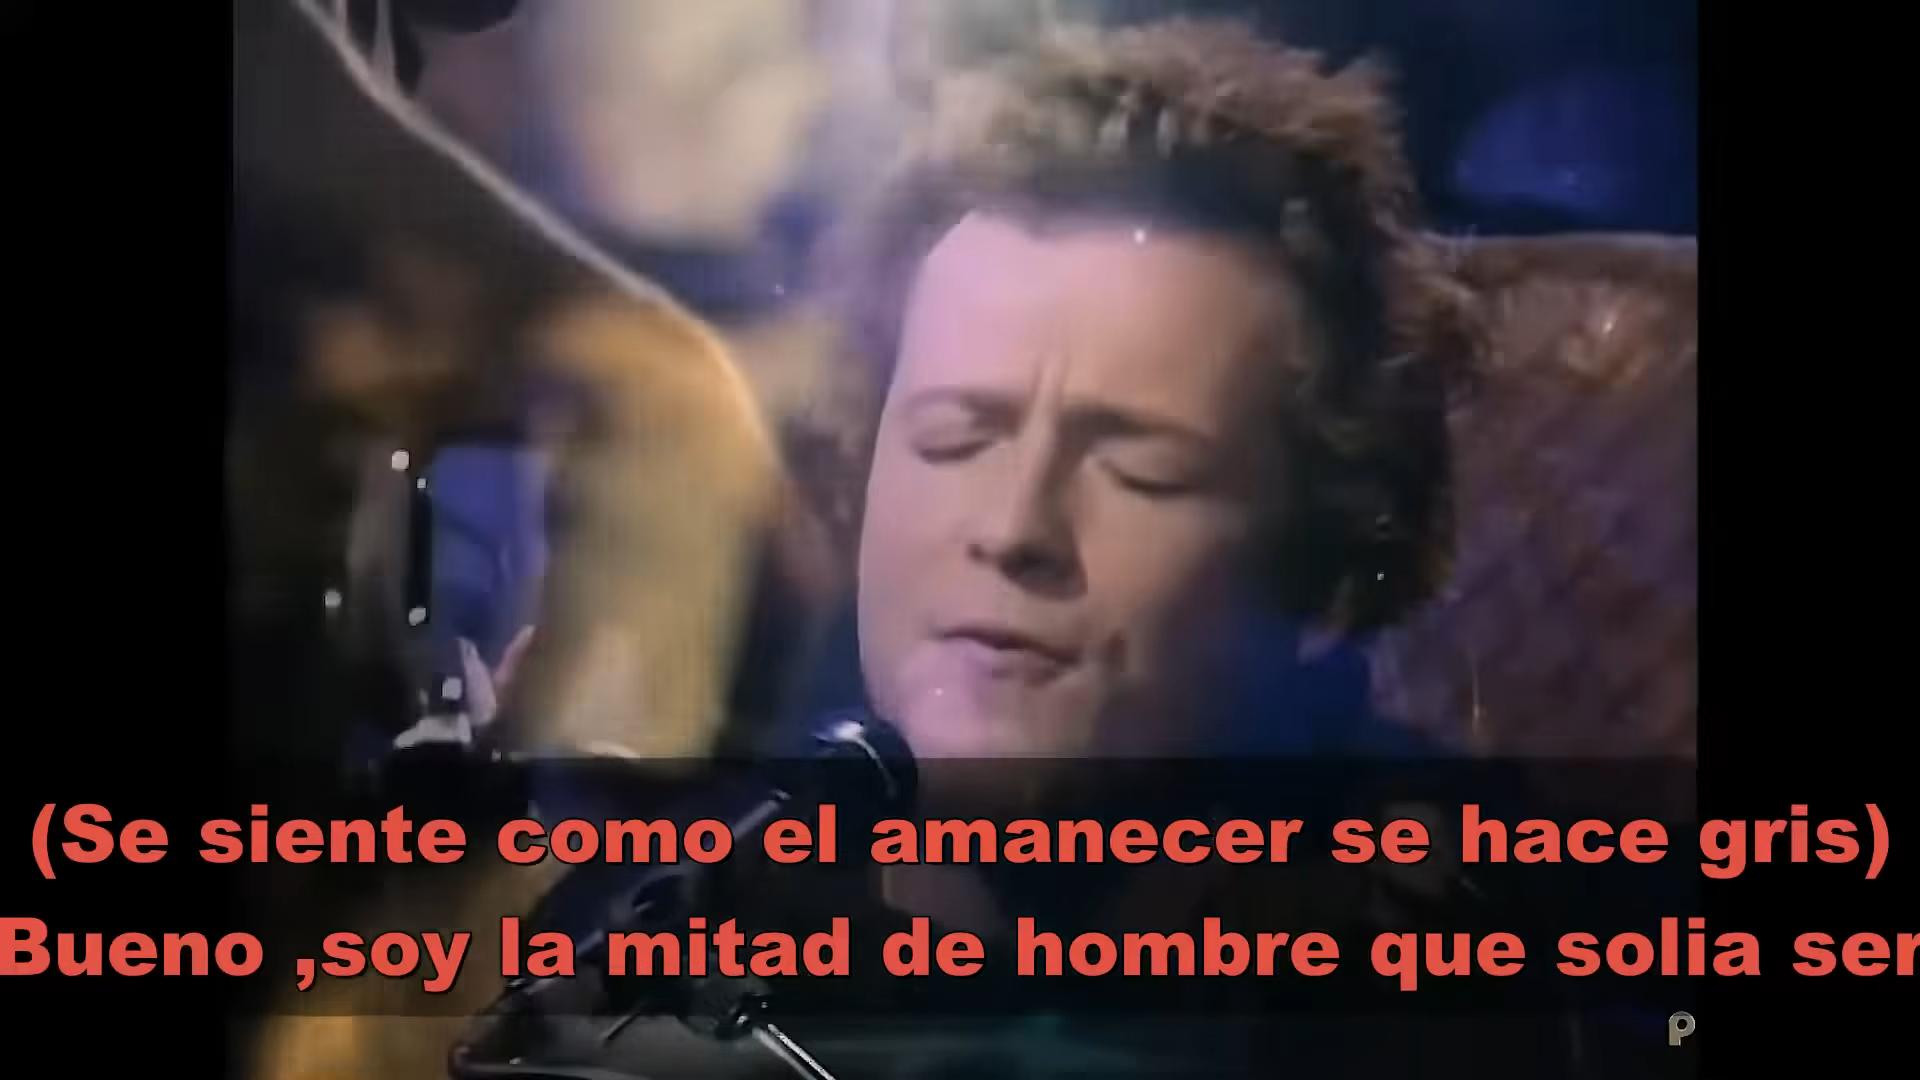 (Se siente como el amanecer se hace gris)
Bueno ,soy la mitad de hombre que solia ser